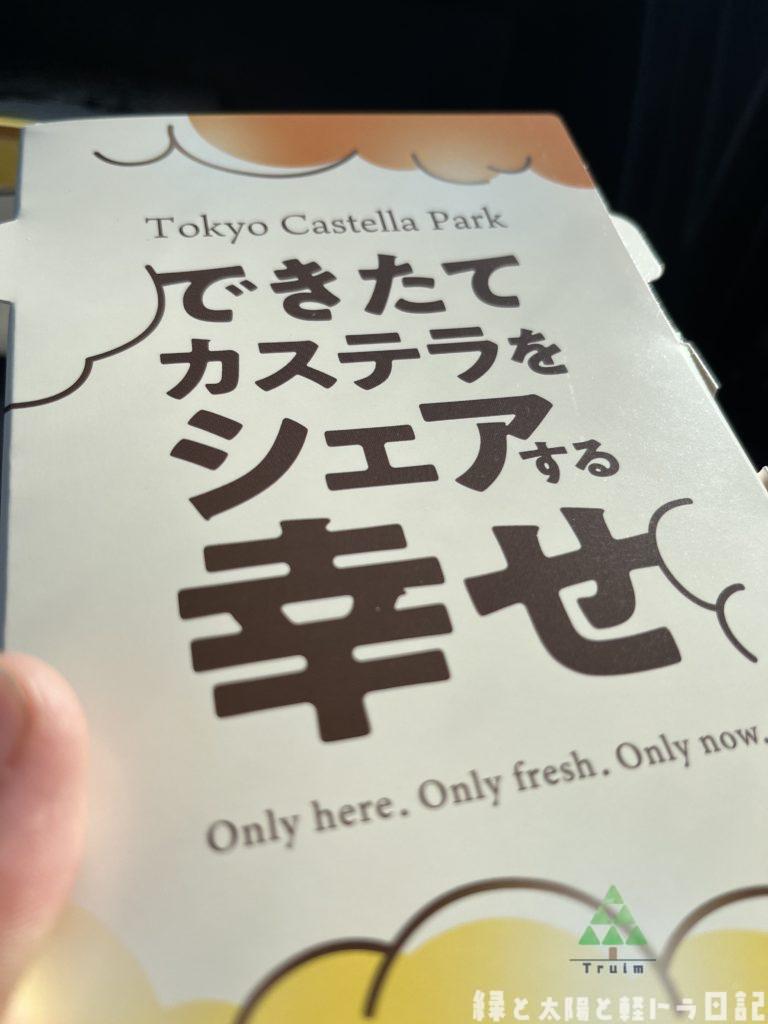 Tokyo Castella Park
できたて
カステラを
シェアする
幸せ
Only here. Only fresh. Only now.
Truim
緑と太陽と軽トラ日記